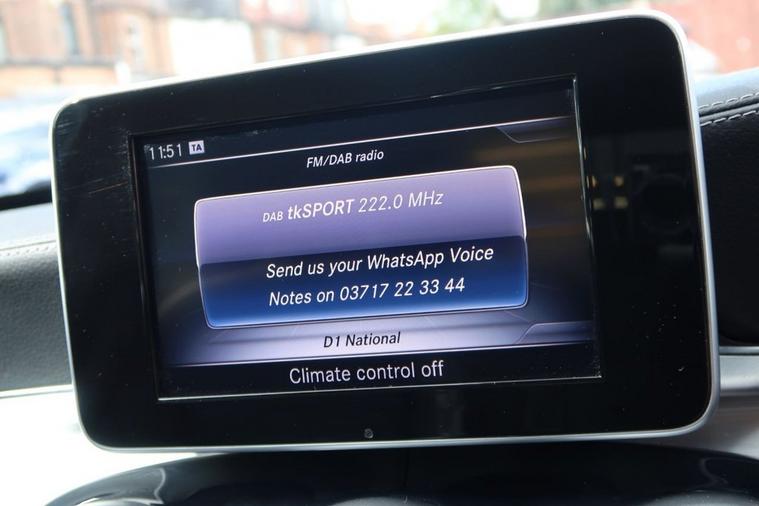 11:51 TA
FM/DAB radio
DAB tkSPORT 222.0 MHz
Send us your WhatsApp Voice
Notes on 03717 22 33 44
D1 National
Climate control off